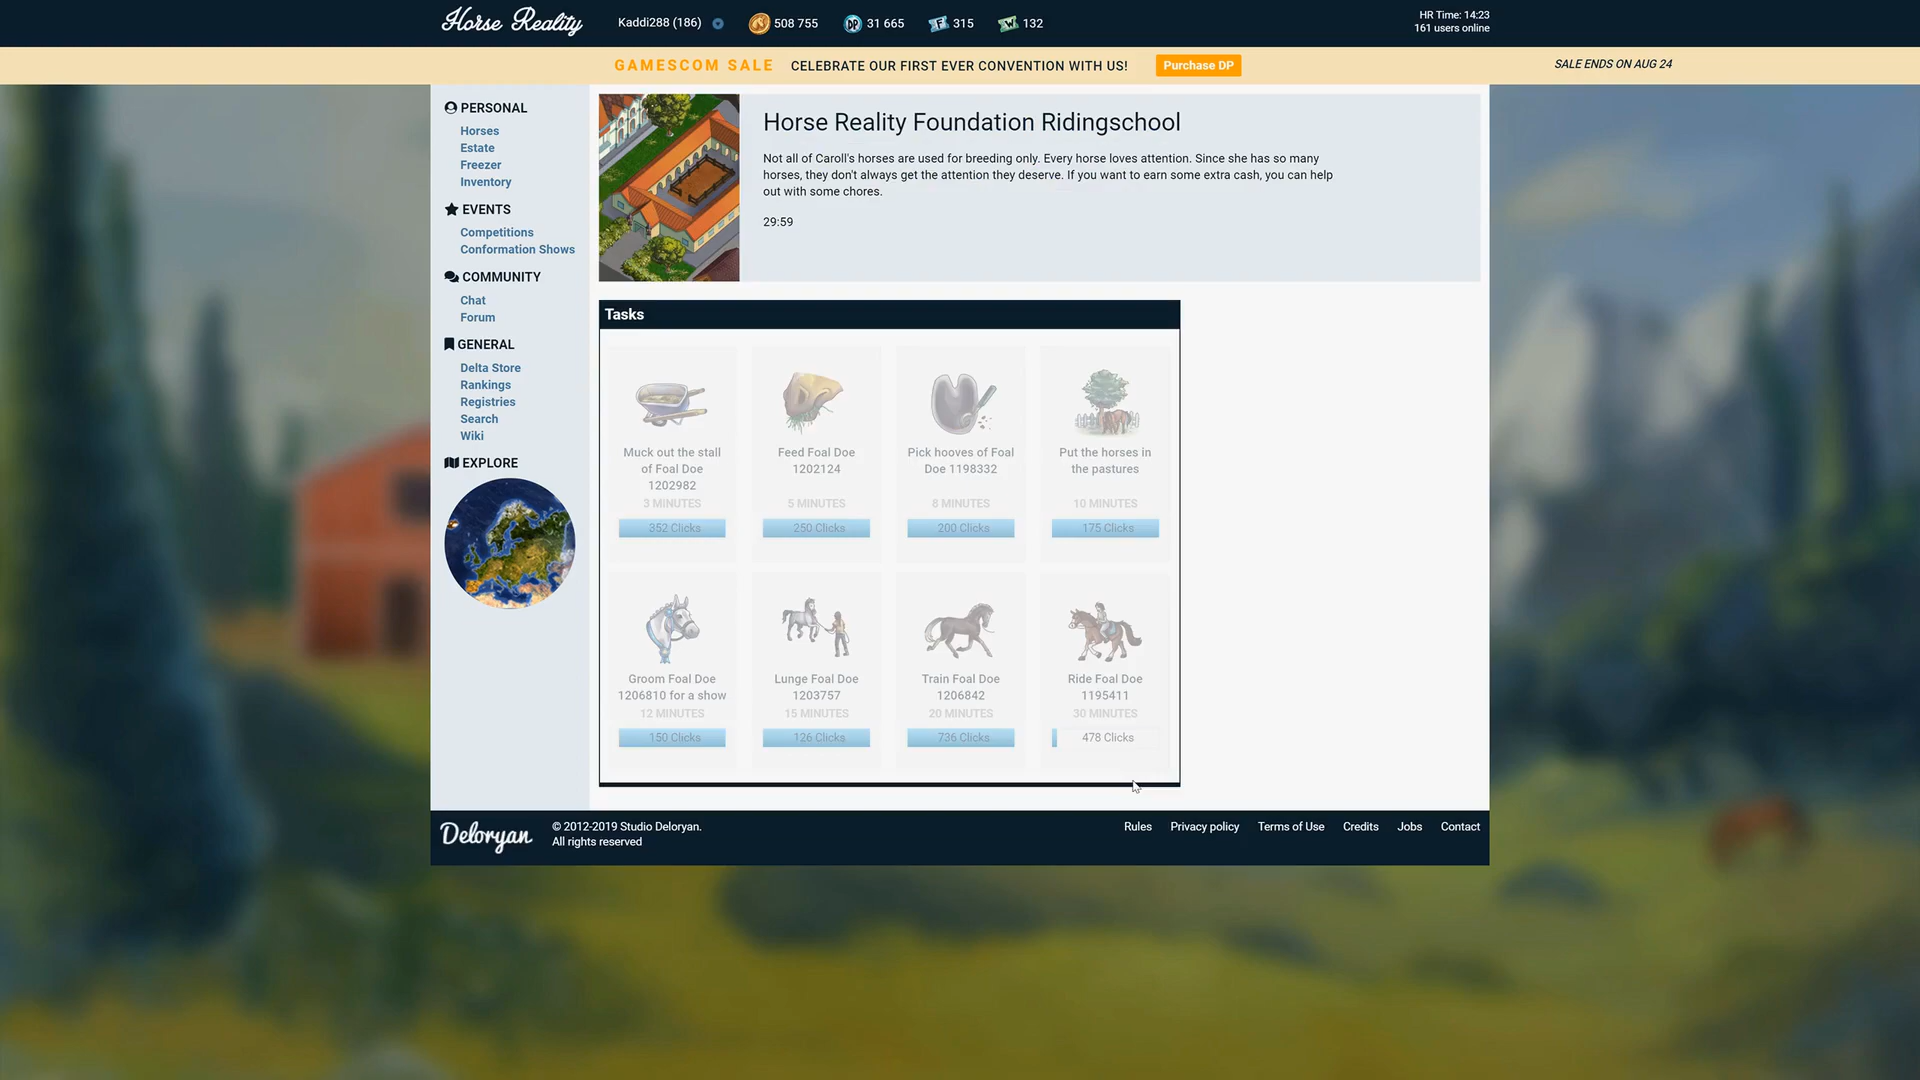 Horse Reality
Kaddi288 (186)
508 755
31 665
315
132
HR Time: 14:23
161 users online
GAMESCOM SALE
CELEBRATE OUR FIRST EVER CONVENTION WITH US!
Purchase DP
SALE ENDS ON AUG 24
PERSONAL
Horses
Estate
Freezer
Inventory
EVENTS
Competitions
Conformation Shows
COMMUNITY
Chat
Forum
GENERAL
Delta Store
Rankings
Registries
Search
Wiki
EXPLORE
Horse Reality Foundation Ridingschool
Not all of Caroll's horses are used for breeding only. Every horse loves attention. Since she has so many
horses, they don't always get the attention they deserve. If you want to earn some extra cash, you can help
out with some chores.
29:59
Tasks
Muck out the stall
of Foal Doe
1202982
3 MINUTES
352 Clicks
Feed Foal Doe
1202124
5 MINUTES
250 Clicks
Pick hooves of Foal
Doe 1198332
8 MINUTES
200 Clicks
Put the horses in
the pastures
10 MINUTES
175 Clicks
Groom Foal Doe
1206810 for a show
12 MINUTES
150 Clicks
Lunge Foal Doe
1203757
15 MINUTES
126 Clicks
Train Foal Doe
1206842
20 MINUTES
736 Clicks
Ride Foal Doe
1195411
30 MINUTES
478 Clicks
Deloryan
© 2012-2019 Studio Deloryan.
All rights reserved
Rules
Privacy policy
Terms of Use
Credits
Jobs
Contact